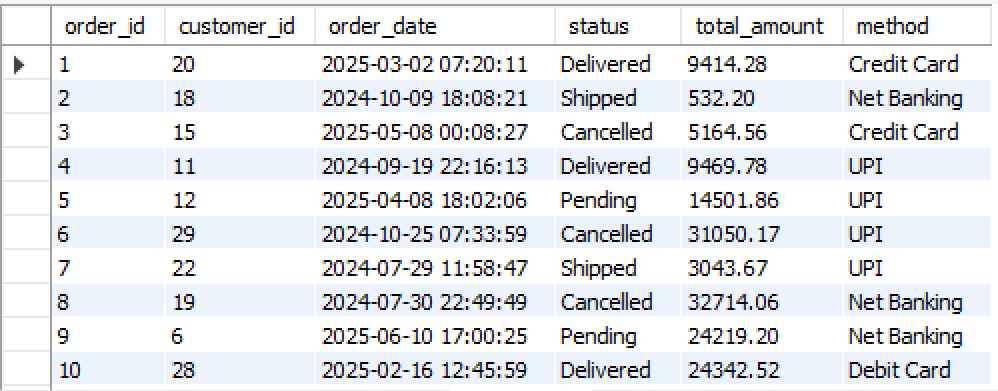 order_id customer_id order_date status total_amount method
1 20 2025-03-02 07:20:11 Delivered 9414.28 Credit Card
2 18 2024-10-09 18:08:21 Shipped 532.20 Net Banking
3 15 2025-05-08 00:08:27 Cancelled 5164.56 Credit Card
4 11 2024-09-19 22:16:13 Delivered 9469.78 UPI
5 12 2025-04-08 18:02:06 Pending 14501.86 UPI
6 29 2024-10-25 07:33:59 Cancelled 31050.17 UPI
7 22 2024-07-29 11:58:47 Shipped 3043.67 UPI
8 19 2024-07-30 22:49:49 Cancelled 32714.06 Net Banking
9 6 2025-06-10 17:00:25 Pending 24219.20 Net Banking
10 28 2025-02-16 12:45:59 Delivered 24342.52 Debit Card